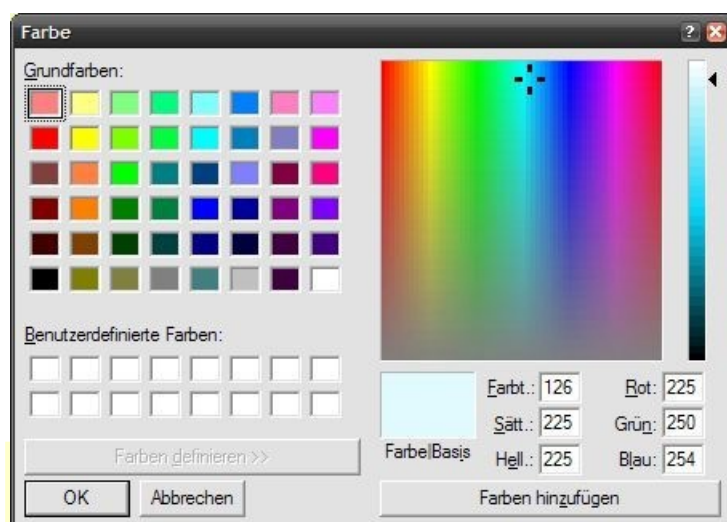 Farbe
Grundfarben:
Benutzerdefinierte Farben:
Farben definieren >>
OK Abbrechen
Farbe|Basis
Farbt.: 126 Rot: 225
Sätt.: 225 Grün: 250
Hell.: 225 Blau: 254
Farben hinzufügen